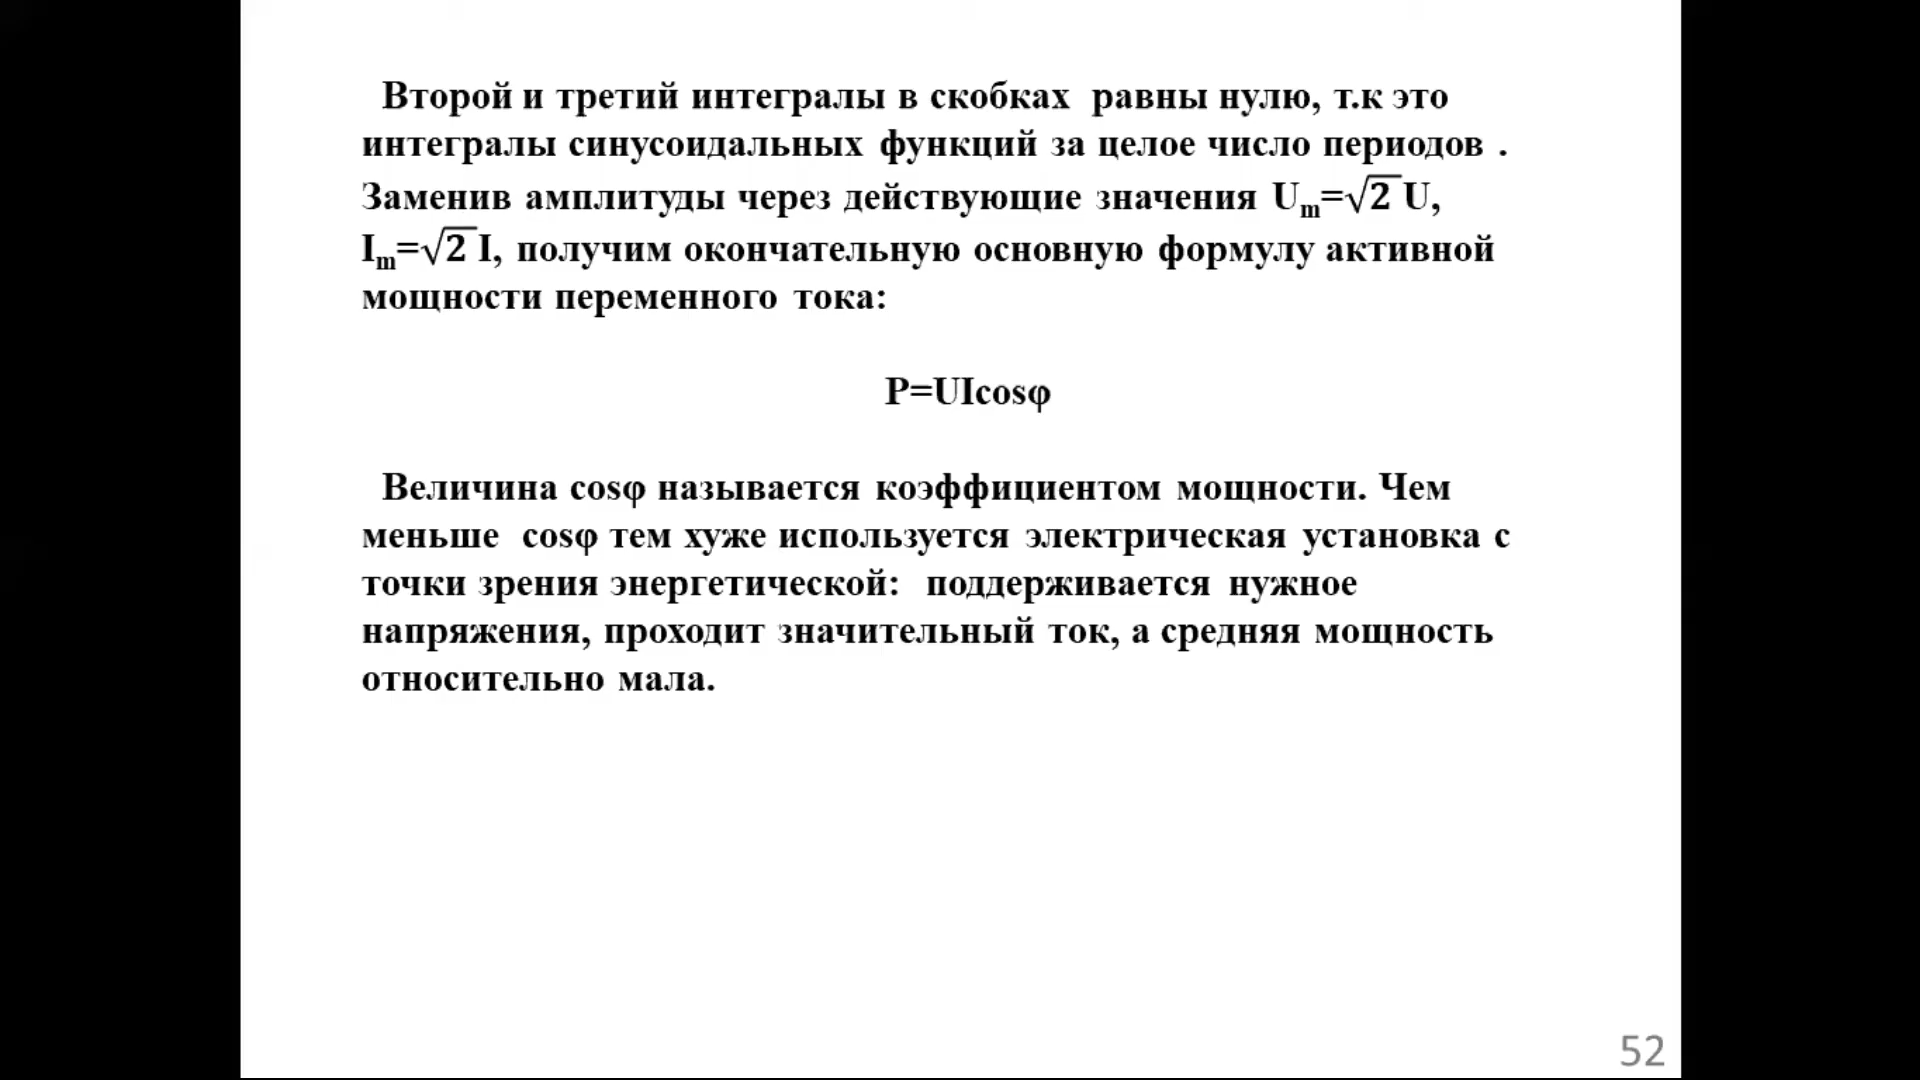 Второй и третий интегралы в скобках равны нулю, т.к это
интегралы синусоидальных функций за целое число периодов .
Заменив амплитуды через действующие значения Uₘ=√2 U,
Iₘ=√2 I, получим окончательную основную формулу активной
мощности переменного тока:
P=UIcosφ
Величина cosφ называется коэффициентом мощности. Чем
меньше cosφ тем хуже используется электрическая установка с
точки зрения энергетической: поддерживается нужное
напряжения, проходит значительный ток, а средняя мощность
относительно мала.
52